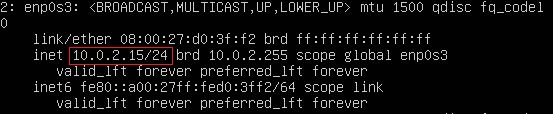 2: enp0s3: <BROADCAST,MULTICAST,UP,LOWER_UP> mtu 1500 qdisc fq_codel
0
link/ether 08:00:27:d0:3f:f2 brd ff:ff:ff:ff:ff:ff
inet 10.0.2.15/24 brd 10.0.2.255 scope global enp0s3
valid_lft forever preferred_lft forever
inet6 fe80::a00:27ff:fed0:3ff2/64 scope link
valid_lft forever preferred_lft forever